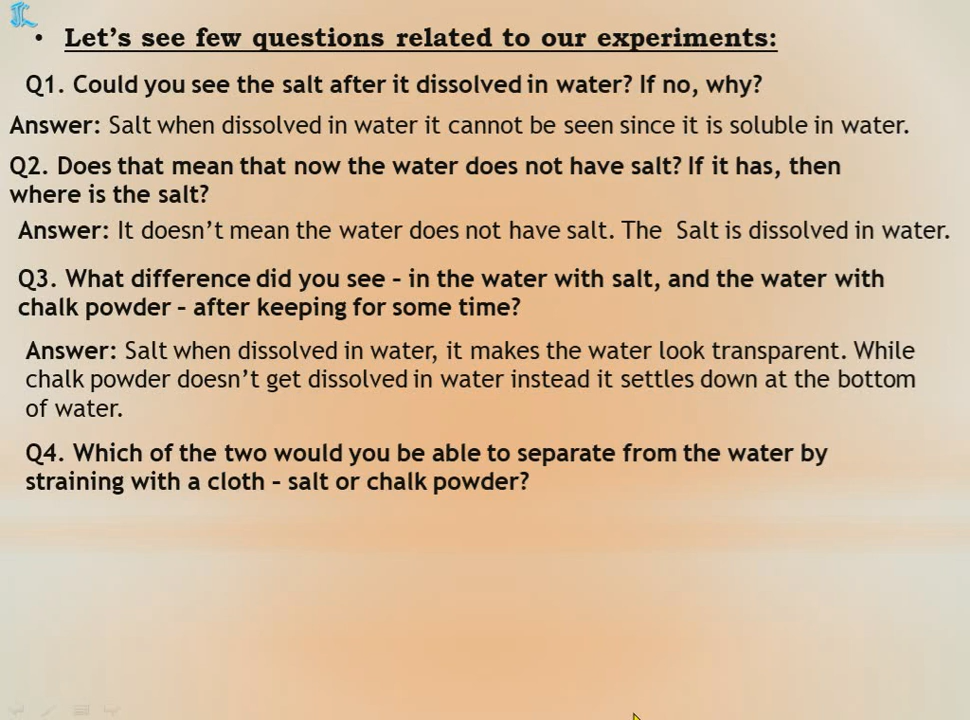 • Let's see few questions related to our experiments:
Q1. Could you see the salt after it dissolved in water? If no, why?
Answer: Salt when dissolved in water it cannot be seen since it is soluble in water.
Q2. Does that mean that now the water does not have salt? If it has, then
where is the salt?
Answer: It doesn't mean the water does not have salt. The Salt is dissolved in water.
Q3. What difference did you see – in the water with salt, and the water with
chalk powder – after keeping for some time?
Answer: Salt when dissolved in water, it makes the water look transparent. While
chalk powder doesn't get dissolved in water instead it settles down at the bottom
of water.
Q4. Which of the two would you be able to separate from the water by
straining with a cloth – salt or chalk powder?